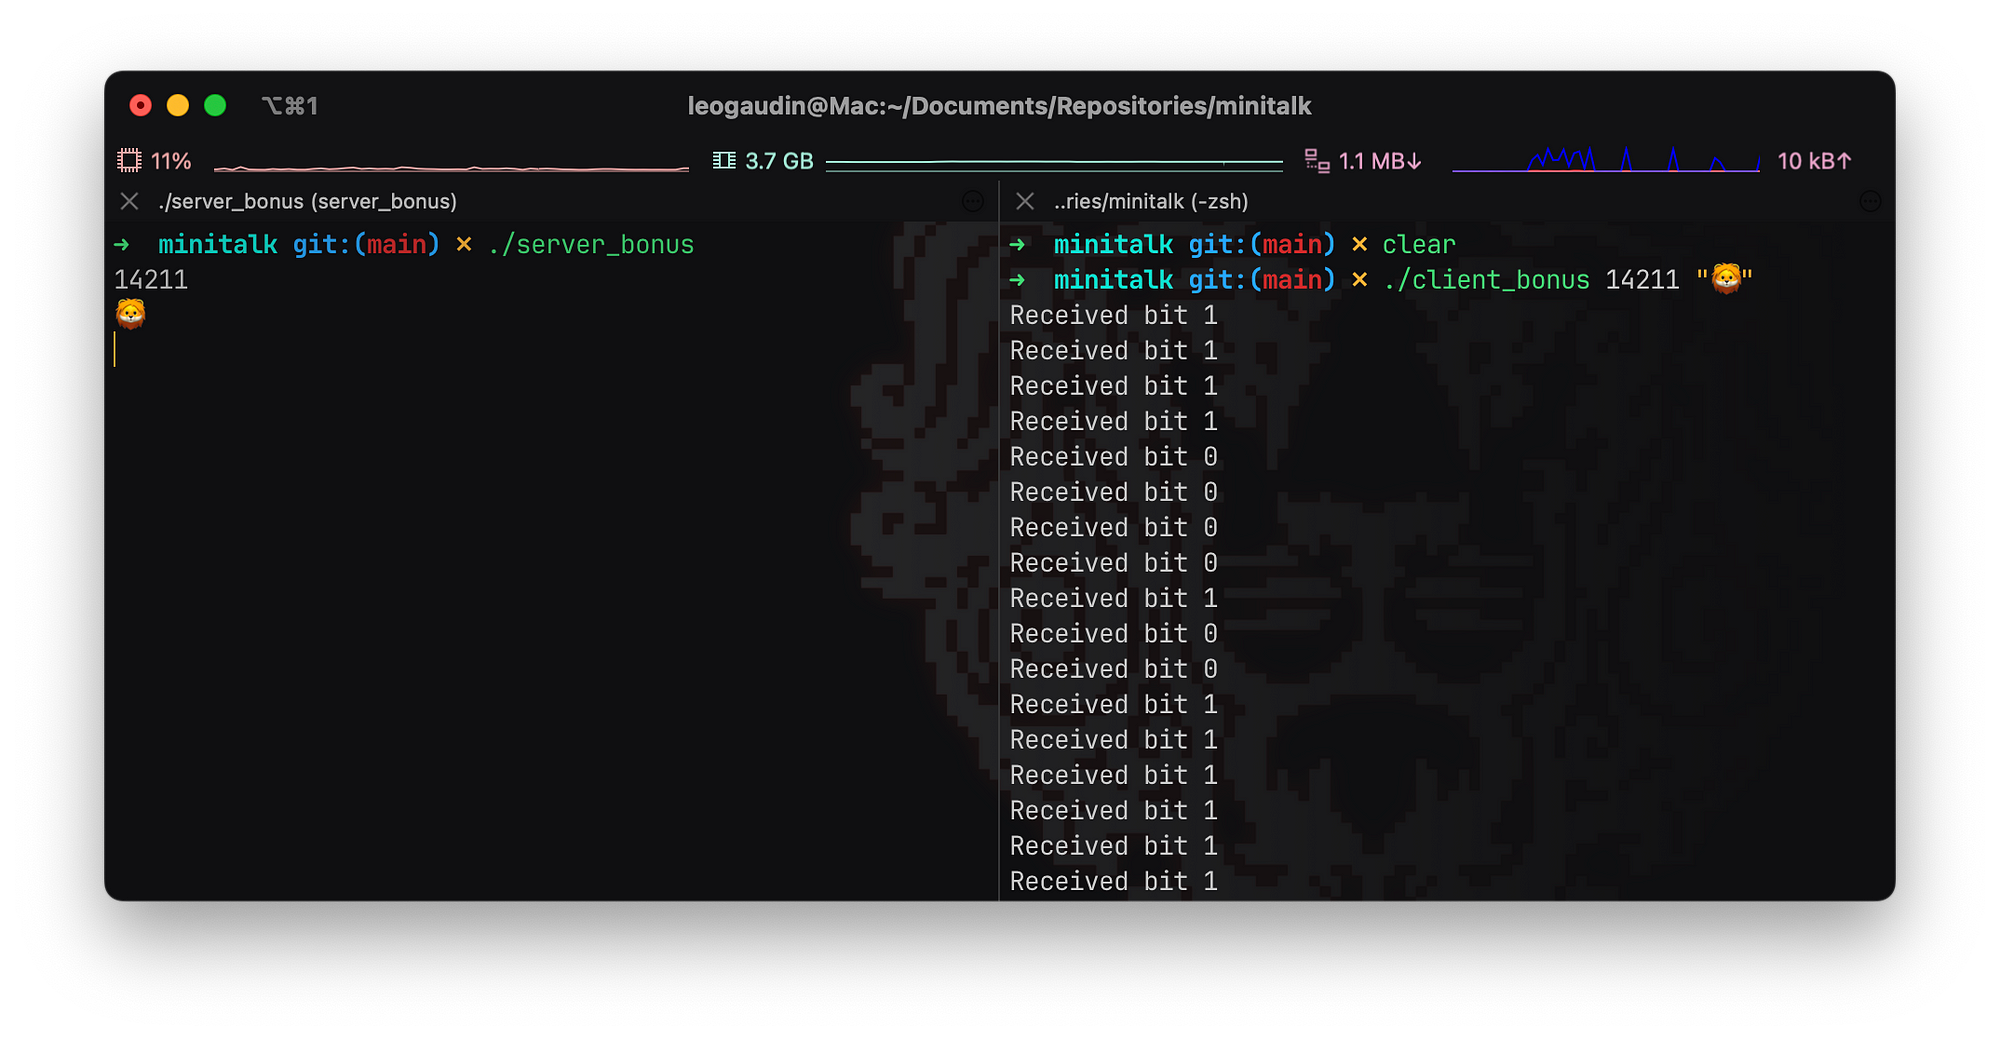 ⌥⌘1 leogaudin@Mac:~/Documents/Repositories/minitalk
11% 3.7 GB 1.1 MB↓ 10 kB↑
./server_bonus (server_bonus)
➜ minitalk git:(main) ✗ ./server_bonus
14211
🦁
..ries/minitalk (-zsh)
➜ minitalk git:(main) ✗ clear
➜ minitalk git:(main) ✗ ./client_bonus 14211 "🦁"
Received bit 1
Received bit 1
Received bit 1
Received bit 1
Received bit 0
Received bit 0
Received bit 0
Received bit 0
Received bit 1
Received bit 0
Received bit 0
Received bit 1
Received bit 1
Received bit 1
Received bit 1
Received bit 1
Received bit 1